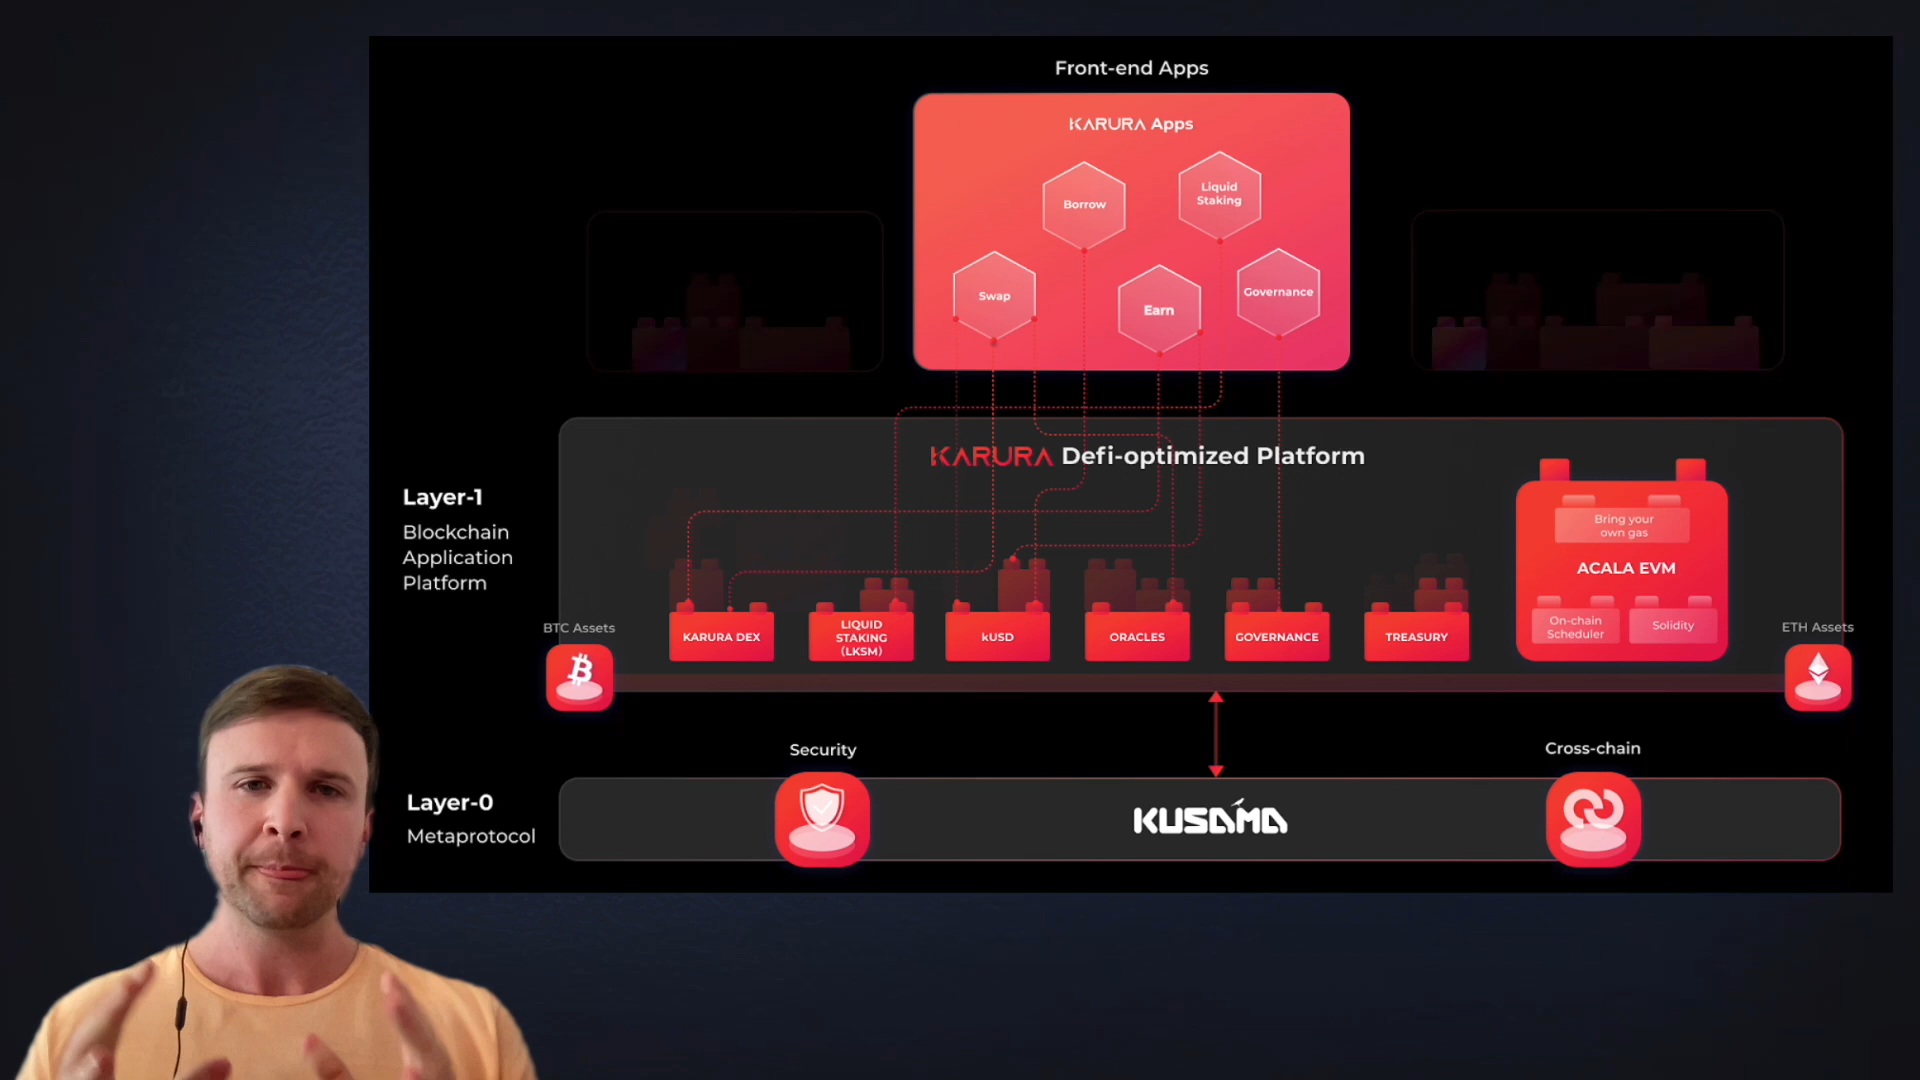 Front-end Apps
KARURA Apps
Borrow
Liquid
Staking
Swap
Earn
Governance
KARURA Defi-optimized Platform
Layer-1
Blockchain
Application
Platform
Bring your
own gas
ACALA EVM
On-chain
Scheduler
Solidity
BTC Assets
KARURA DEX
LIQUID
STAKING
(LKSM)
kUSD
ORACLES
GOVERNANCE
TREASURY
ETH Assets
Security
Cross-chain
Layer-0
Metaprotocol
KUSAMA